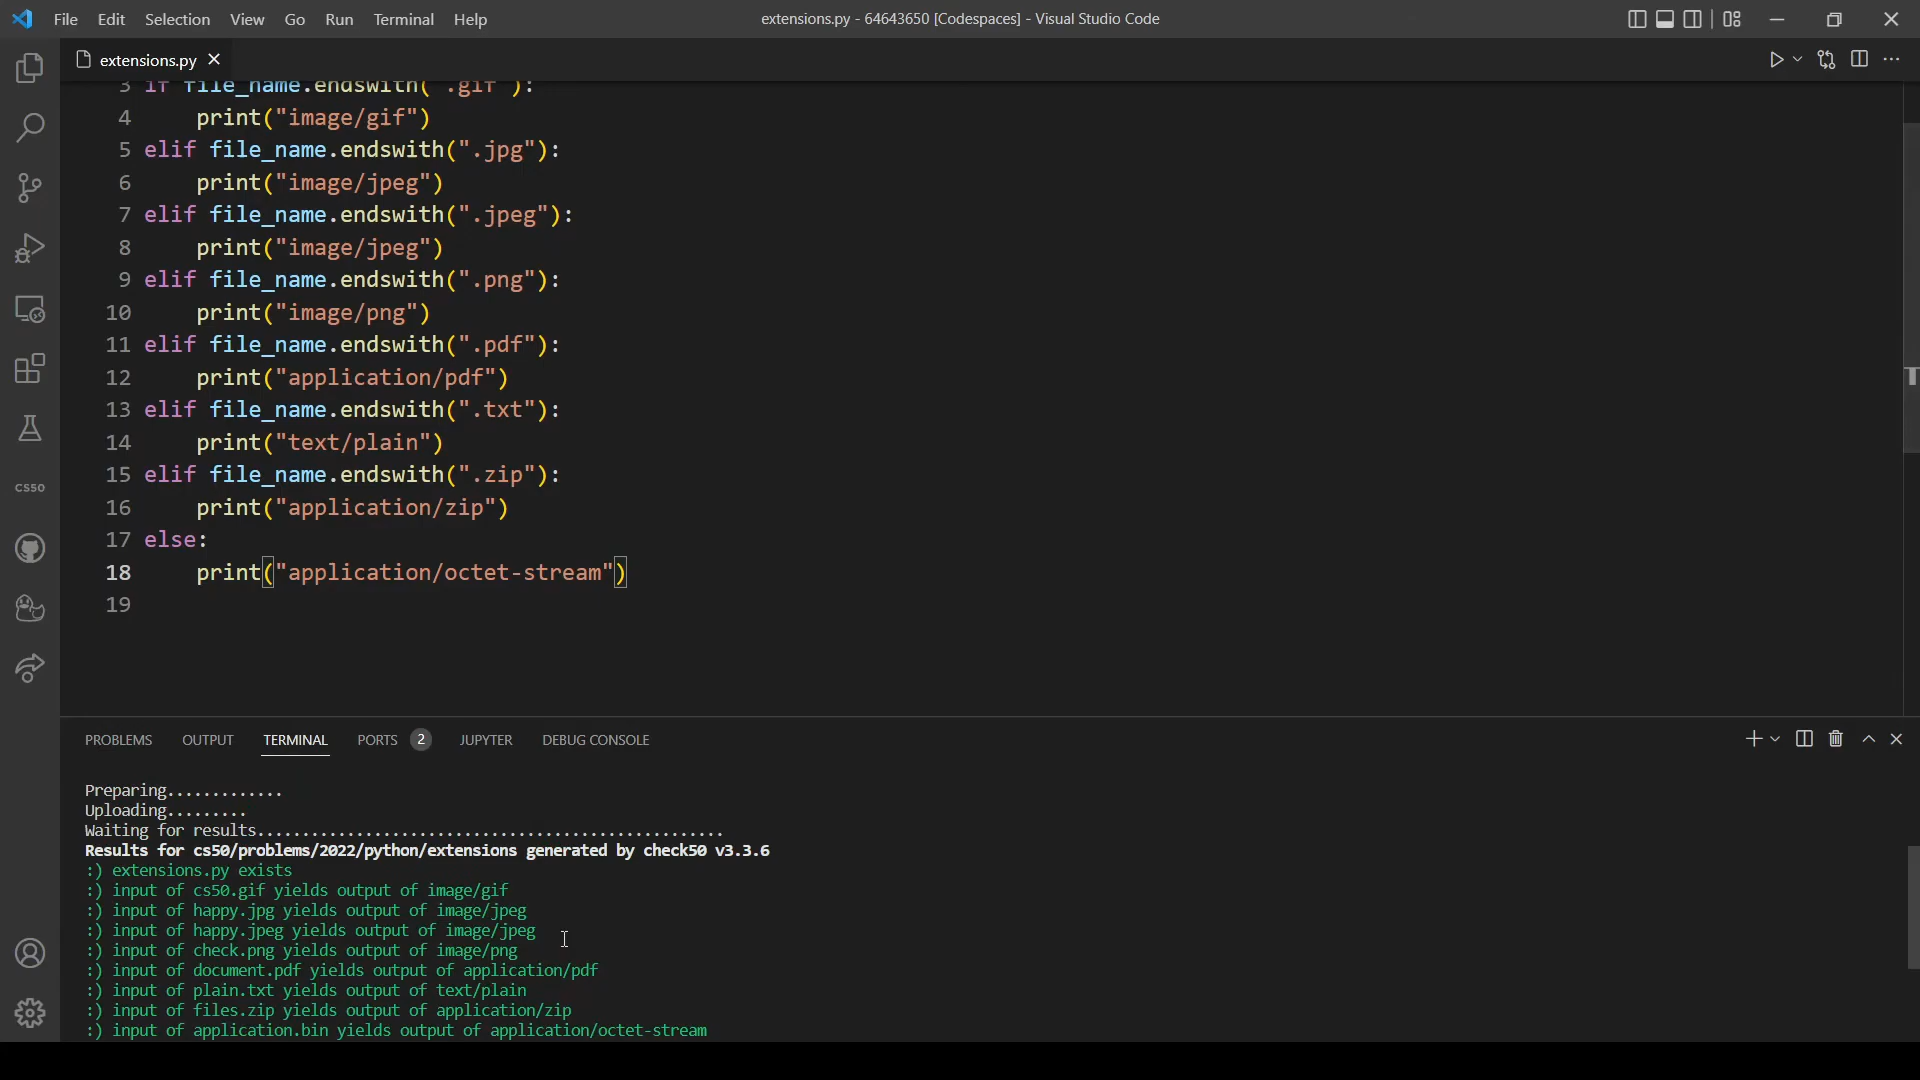 File Edit Selection View Go Run Terminal Help
extensions.py - 64643650 [Codespaces] - Visual Studio Code
extensions.py
3 if file_name.endswith(".gif"):
4 print("image/gif")
5 elif file_name.endswith(".jpg"):
6 print("image/jpeg")
7 elif file_name.endswith(".jpeg"):
8 print("image/jpeg")
9 elif file_name.endswith(".png"):
10 print("image/png")
11 elif file_name.endswith(".pdf"):
12 print("application/pdf")
13 elif file_name.endswith(".txt"):
14 print("text/plain")
15 elif file_name.endswith(".zip"):
16 print("application/zip")
17 else:
18 print("application/octet-stream")
19
CS50
PROBLEMS OUTPUT TERMINAL PORTS 2 JUPYTER DEBUG CONSOLE
Preparing.............
Uploading.........
Waiting for results....................................................
Results for cs50/problems/2022/python/extensions generated by check50 v3.3.6
:) extensions.py exists
:) input of cs50.gif yields output of image/gif
:) input of happy.jpg yields output of image/jpeg
:) input of happy.jpeg yields output of image/jpeg
:) input of check.png yields output of image/png
:) input of document.pdf yields output of application/pdf
:) input of plain.txt yields output of text/plain
:) input of files.zip yields output of application/zip
:) input of application.bin yields output of application/octet-stream